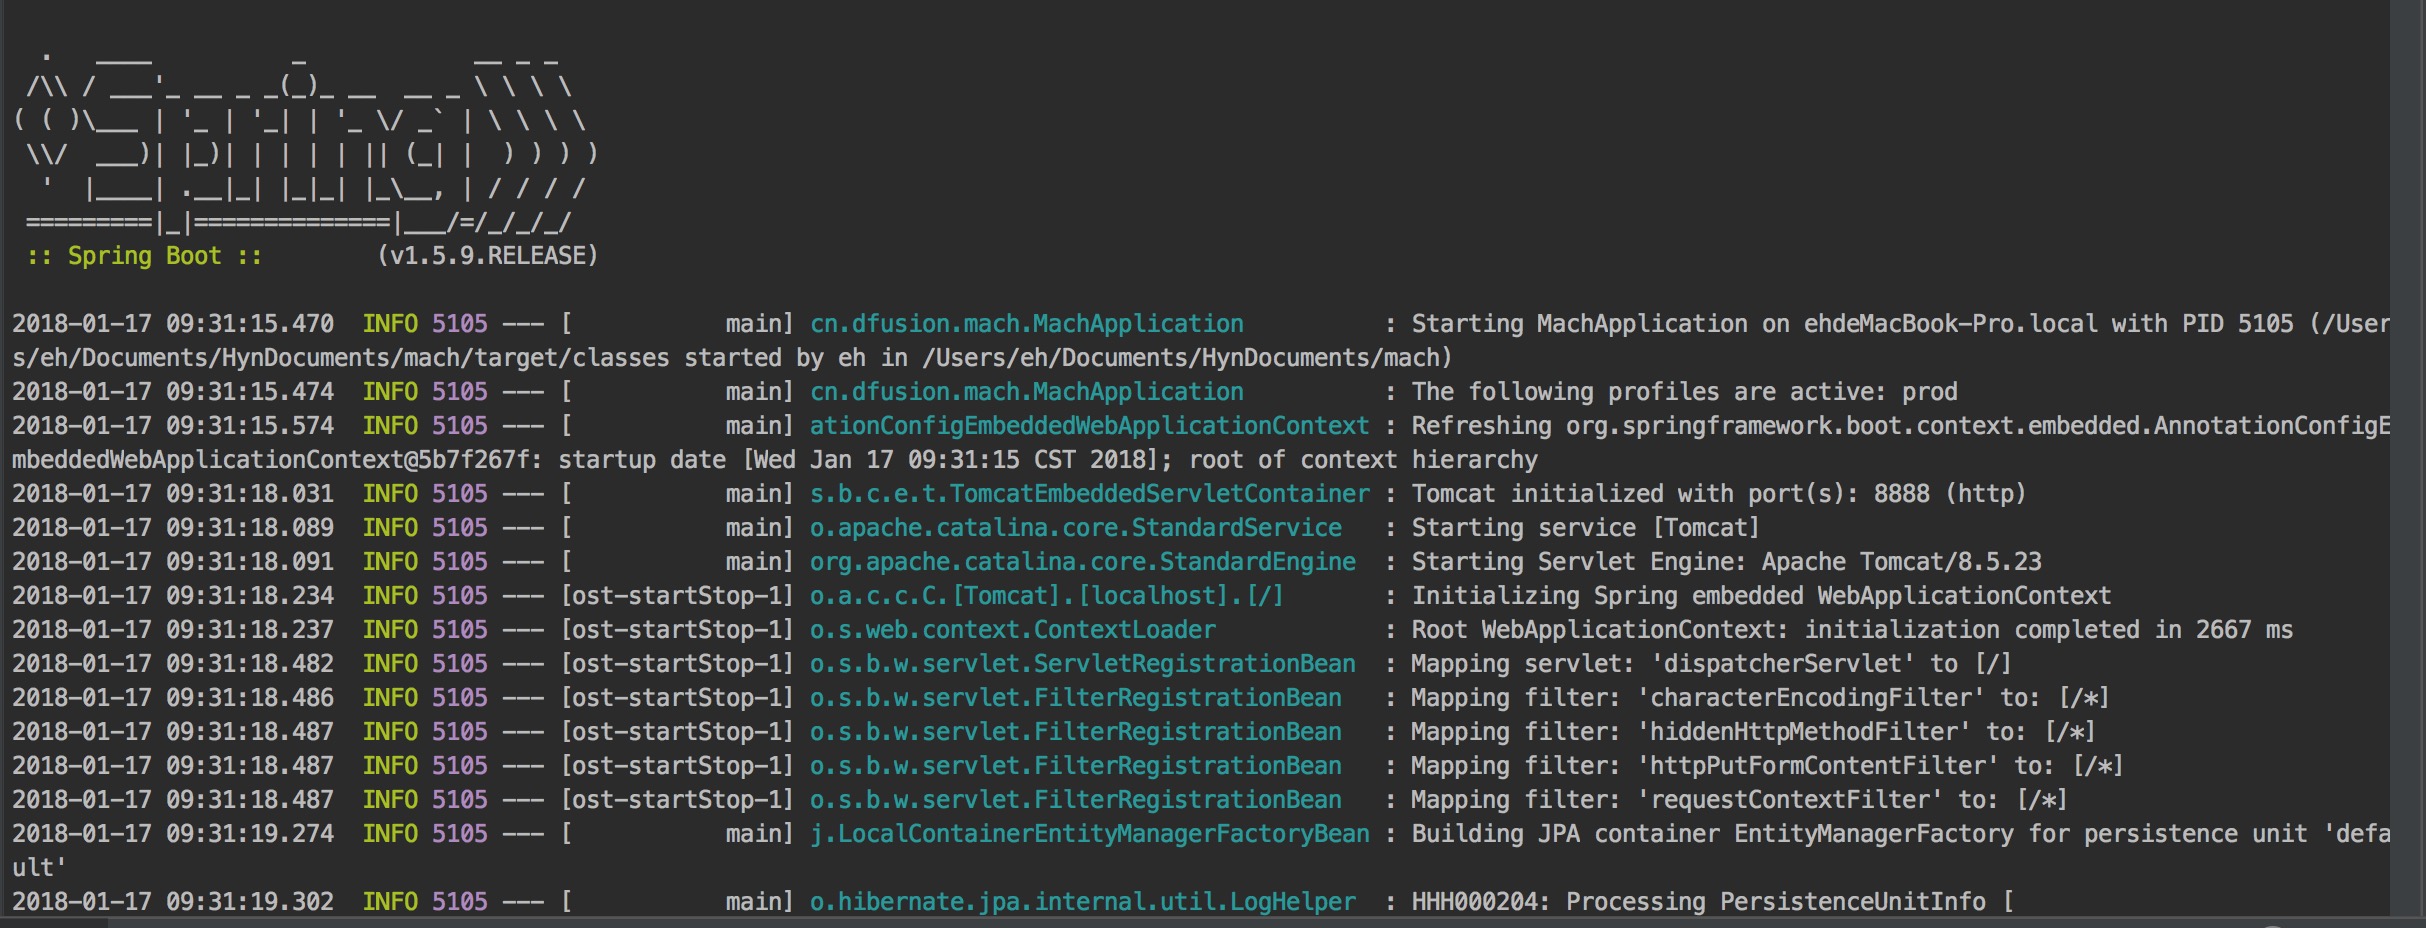 .   ____          _            __ _ _
 /\\ / ___'_ __ _ _(_)_ __  __ _ \ \ \ \
( ( )\___ | '_ | '_| | '_ \/ _` | \ \ \ \
 \\/  ___)| |_)| | | | | || (_| |  ) ) ) )
  '  |____| .__|_| |_|_| |_\__, | / / / /
 =========|_|==============|___/=/_/_/_/
 :: Spring Boot ::        (v1.5.9.RELEASE)
2018-01-17 09:31:15.470  INFO 5105 --- [           main] cn.dfusion.mach.MachApplication          : Starting MachApplication on ehdeMacBook-Pro.local with PID 5105 (/User
s/eh/Documents/HynDocuments/mach/target/classes started by eh in /Users/eh/Documents/HynDocuments/mach)
2018-01-17 09:31:15.474  INFO 5105 --- [           main] cn.dfusion.mach.MachApplication          : The following profiles are active: prod
2018-01-17 09:31:15.574  INFO 5105 --- [           main] ationConfigEmbeddedWebApplicationContext : Refreshing org.springframework.boot.context.embedded.AnnotationConfigE
mbeddedWebApplicationContext@5b7f267f: startup date [Wed Jan 17 09:31:15 CST 2018]; root of context hierarchy
2018-01-17 09:31:18.031  INFO 5105 --- [           main] s.b.c.e.t.TomcatEmbeddedServletContainer : Tomcat initialized with port(s): 8888 (http)
2018-01-17 09:31:18.089  INFO 5105 --- [           main] o.apache.catalina.core.StandardService   : Starting service [Tomcat]
2018-01-17 09:31:18.091  INFO 5105 --- [           main] org.apache.catalina.core.StandardEngine  : Starting Servlet Engine: Apache Tomcat/8.5.23
2018-01-17 09:31:18.234  INFO 5105 --- [ost-startStop-1] o.a.c.c.C.[Tomcat].[localhost].[/]       : Initializing Spring embedded WebApplicationContext
2018-01-17 09:31:18.237  INFO 5105 --- [ost-startStop-1] o.s.web.context.ContextLoader            : Root WebApplicationContext: initialization completed in 2667 ms
2018-01-17 09:31:18.482  INFO 5105 --- [ost-startStop-1] o.s.b.w.servlet.ServletRegistrationBean  : Mapping servlet: 'dispatcherServlet' to [/]
2018-01-17 09:31:18.486  INFO 5105 --- [ost-startStop-1] o.s.b.w.servlet.FilterRegistrationBean   : Mapping filter: 'characterEncodingFilter' to: [/*]
2018-01-17 09:31:18.487  INFO 5105 --- [ost-startStop-1] o.s.b.w.servlet.FilterRegistrationBean   : Mapping filter: 'hiddenHttpMethodFilter' to: [/*]
2018-01-17 09:31:18.487  INFO 5105 --- [ost-startStop-1] o.s.b.w.servlet.FilterRegistrationBean   : Mapping filter: 'httpPutFormContentFilter' to: [/*]
2018-01-17 09:31:18.487  INFO 5105 --- [ost-startStop-1] o.s.b.w.servlet.FilterRegistrationBean   : Mapping filter: 'requestContextFilter' to: [/*]
2018-01-17 09:31:19.274  INFO 5105 --- [           main] j.LocalContainerEntityManagerFactoryBean : Building JPA container EntityManagerFactory for persistence unit 'defa
ult'
2018-01-17 09:31:19.302  INFO 5105 --- [           main] o.hibernate.jpa.internal.util.LogHelper  : HHH000204: Processing PersistenceUnitInfo [